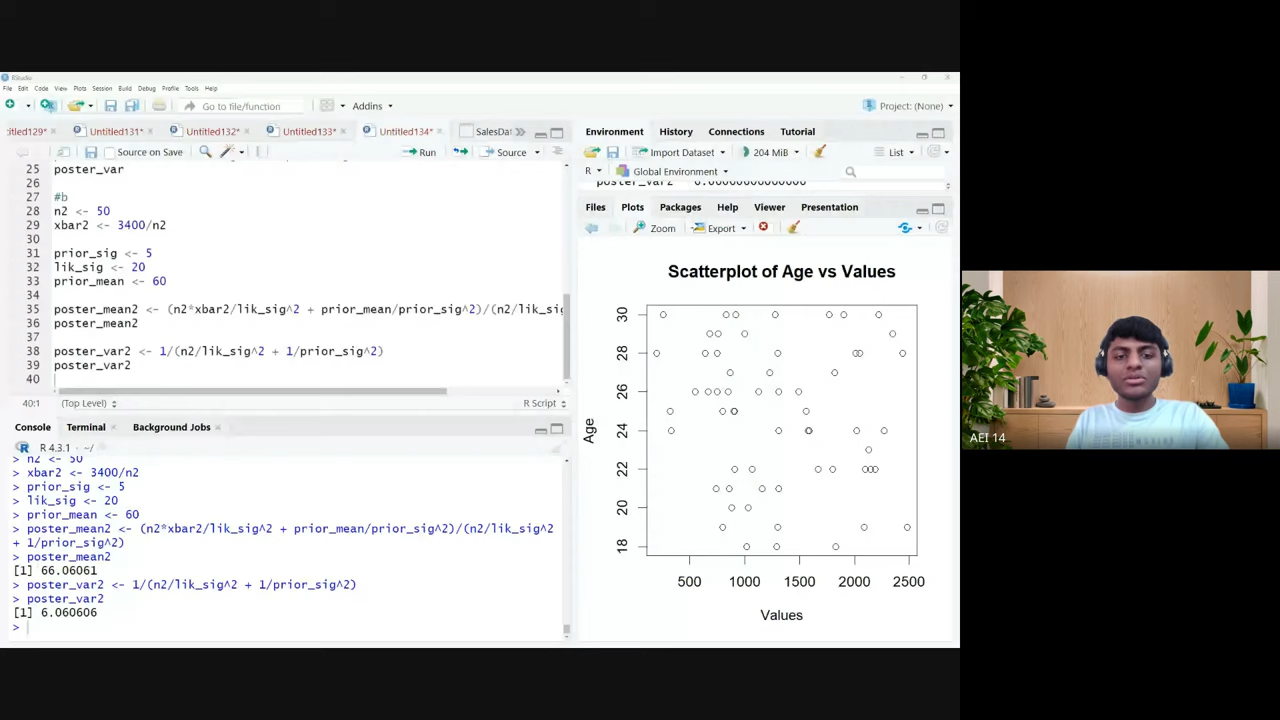 RStudio
File Edit Code View Plots Session Build Debug Profile Tools Help
Go to file/function Addins Project: (None)
titled129* Untitled131* Untitled132* Untitled133* Untitled134* SalesDat
Source on Save Run Source
25 poster_var
26
27 #b
28 n2 <- 50
29 xbar2 <- 3400/n2
30
31 prior_sig <- 5
32 lik_sig <- 20
33 prior_mean <- 60
34
35 poster_mean2 <- (n2*xbar2/lik_sig^2 + prior_mean/prior_sig^2)/(n2/lik_sig
36 poster_mean2
37
38 poster_var2 <- 1/(n2/lik_sig^2 + 1/prior_sig^2)
39 poster_var2
40
40:1 (Top Level) R Script
Console Terminal Background Jobs
R 4.3.1 · ~/
> n2 <- 50
> xbar2 <- 3400/n2
> prior_sig <- 5
> lik_sig <- 20
> prior_mean <- 60
> poster_mean2 <- (n2*xbar2/lik_sig^2 + prior_mean/prior_sig^2)/(n2/lik_sig^2
+ 1/prior_sig^2)
> poster_mean2
[1] 66.06061
> poster_var2 <- 1/(n2/lik_sig^2 + 1/prior_sig^2)
> poster_var2
[1] 6.060606
>
Environment History Connections Tutorial
Import Dataset 204 MiB List
R Global Environment
poster_var2
Files Plots Packages Help Viewer Presentation
Zoom Export
Scatterplot of Age vs Values
30
28
26
24
22
20
18
Age
500 1000 1500 2000 2500
Values
AEI 14